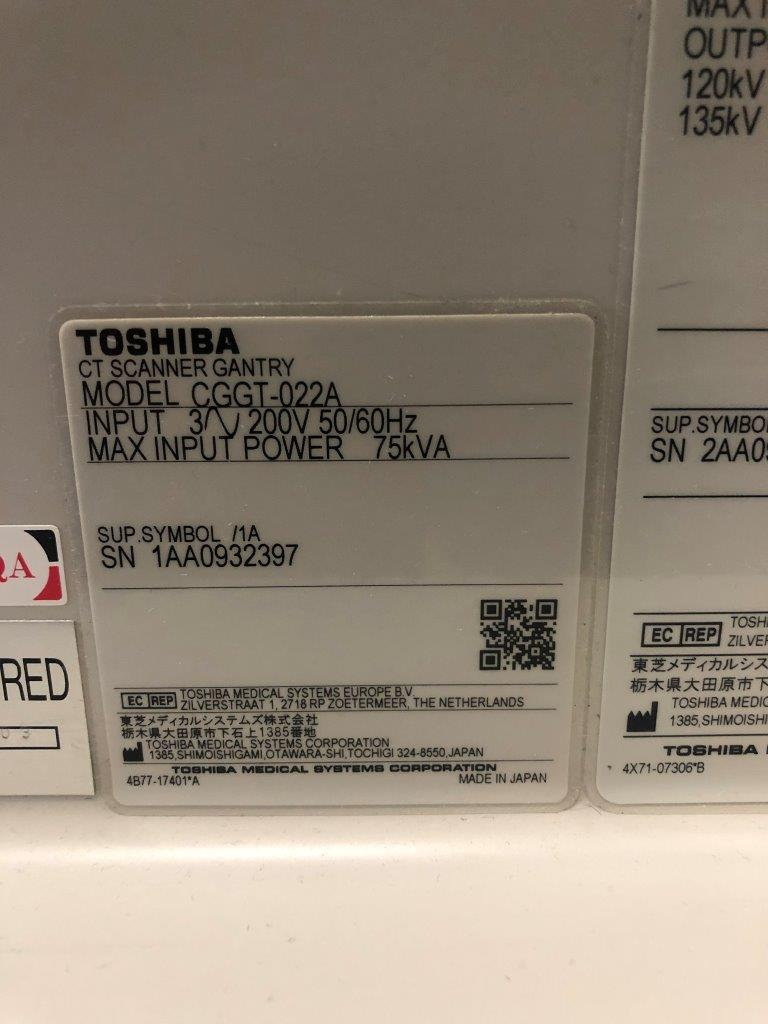 TOSHIBA
CT SCANNER GANTRY
MODEL CGGT-022A
INPUT 3 200V 50/60Hz
MAX INPUT POWER 75kVA
SUP.SYMBOL /1A
SN 1AA0932397
EC REP TOSHIBA MEDICAL SYSTEMS EUROPE B.V.
ZILVERSTRAAT 1, 2718 RP ZOETERMEER, THE NETHERLANDS
東芝メディカルシステムズ株式会社
栃木県大田原市下石上1385番地
TOSHIBA MEDICAL SYSTEMS CORPORATION
1385,SHIMOISHIGAMI,OTAWARA-SHI,TOCHIGI 324-8550,JAPAN
TOSHIBA MEDICAL SYSTEMS CORPORATION
4B77-17401*A MADE IN JAPAN
OUTP
120kV
135kV
SUP.SYMBO
SN 2AA0
EC REP TOSH
ZILVE
東芝メディカルシス
栃木県大田原市下
TOSHIBA MEDIC
1385,SHIMOISHI
TOSHIBA
4X71-07306*B
QA
RED